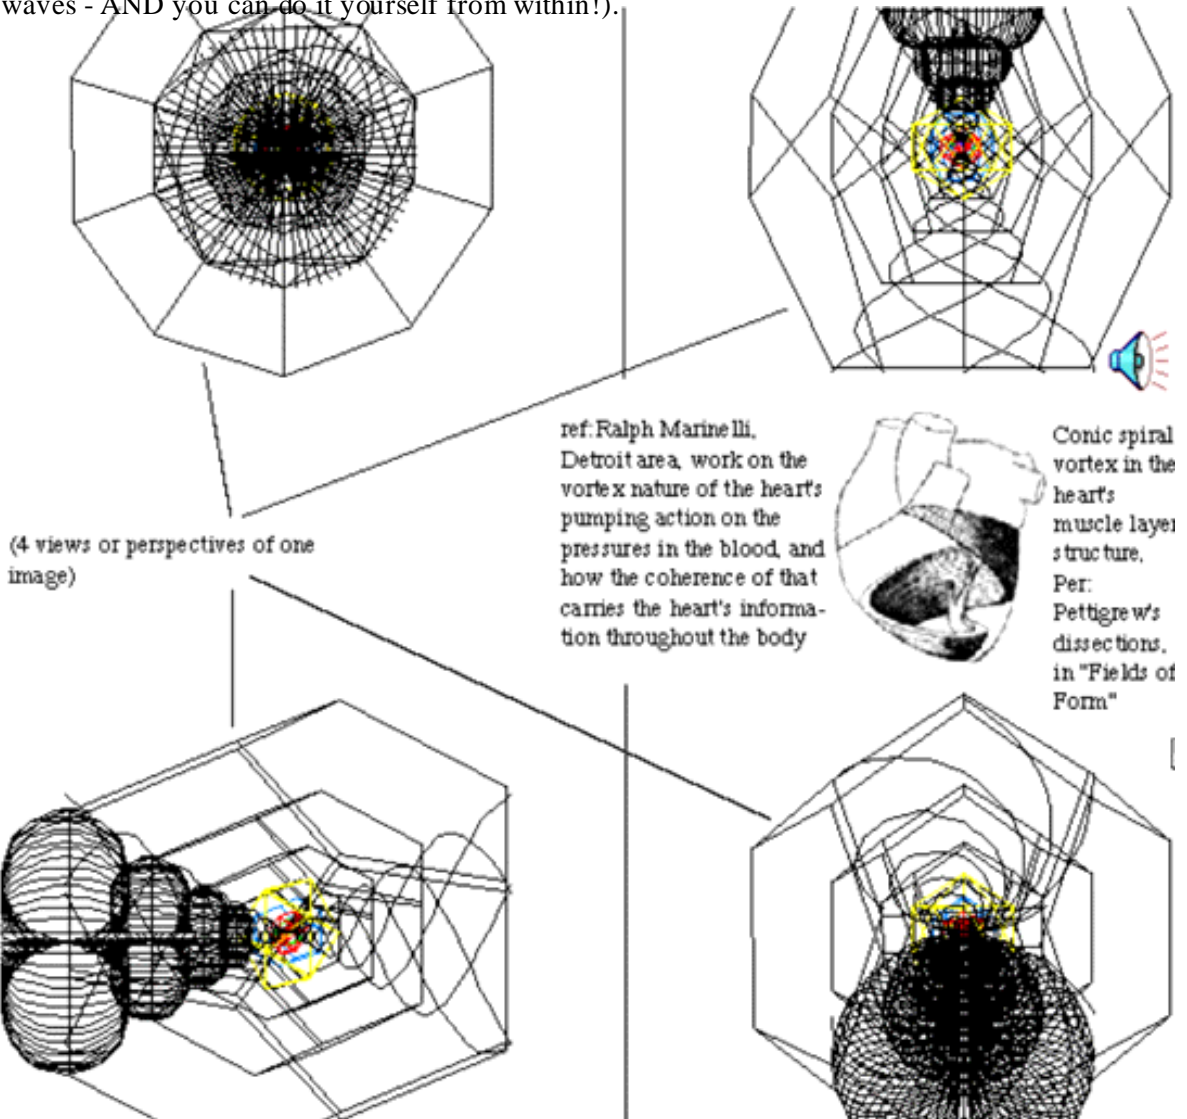 waves - AND you can do it yourself from within!).
ref: Ralph Marinelli,
Detroit area, work on the
vortex nature of the heart's
pumping action on the
pressures in the blood, and
how the coherence of that
carries the heart's informa-
tion throughout the body
Conic spiral
vortex in the
heart's
muscle layer
structure,
Per:
Pettigrew's
dissections,
in "Fields of
Form"
(4 views or perspectives of one
image)